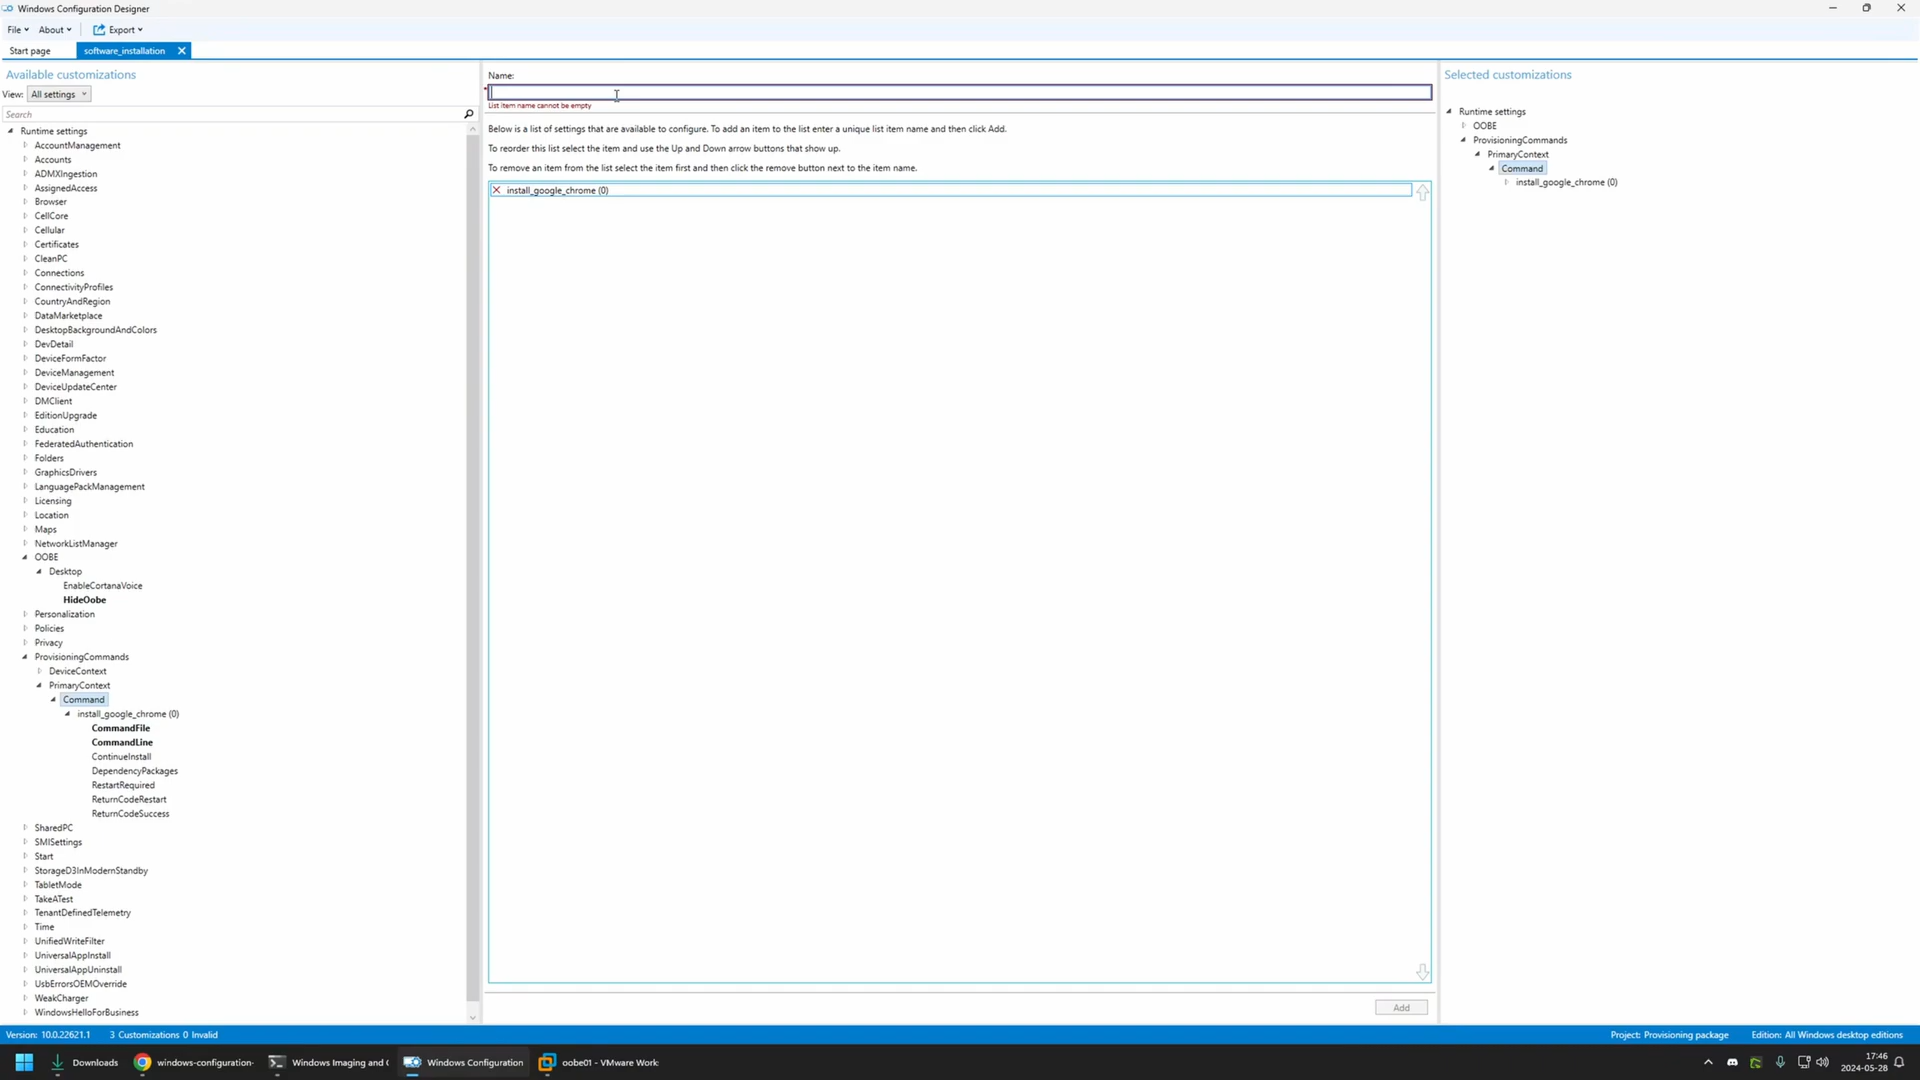 Windows Configuration Designer
File
About
Export
Start page
software_installation
Available customizations
View: All settings
Search
Runtime settings
AccountManagement
Accounts
ADMXIngestion
AssignedAccess
Browser
CellCore
Cellular
Certificates
CleanPC
Connections
ConnectivityProfiles
CountryAndRegion
DataMarketplace
DesktopBackgroundAndColors
DevDetail
DeviceFormFactor
DeviceManagement
DeviceUpdateCenter
DMClient
EditionUpgrade
Education
FederatedAuthentication
Folders
GraphicsDrivers
LanguagePackManagement
Licensing
Location
Maps
NetworkListManager
OOBE
Desktop
EnableCortanaVoice
HideOobe
Personalization
Policies
Privacy
ProvisioningCommands
DeviceContext
PrimaryContext
Command
install_google_chrome (0)
CommandFile
CommandLine
ContinueInstall
DependencyPackages
RestartRequired
ReturnCodeRestart
ReturnCodeSuccess
SharedPC
SMISettings
Start
StorageD3InModernStandby
TabletMode
TakeATest
TenantDefinedTelemetry
Time
UnifiedWriteFilter
UniversalAppInstall
UniversalAppUninstall
UsbErrorsOEMOverride
WeakCharger
WindowsHelloForBusiness
Name:
List item name cannot be empty
Below is a list of settings that are available to configure. To add an item to the list enter a unique list item name and then click Add.
To reorder this list select the item and use the Up and Down arrow buttons that show up.
To remove an item from the list select the item first and then click the remove button next to the item name.
install_google_chrome (0)
Add
Selected customizations
Runtime settings
OOBE
ProvisioningCommands
PrimaryContext
Command
install_google_chrome (0)
Version: 10.0.22621.1
3 Customizations 0 Invalid
Project: Provisioning package
Edition: All Windows desktop editions
Downloads
windows-configuration-
Windows Imaging and C
Windows Configuration
oobe01 - VMware Work
17:46
2024-05-28